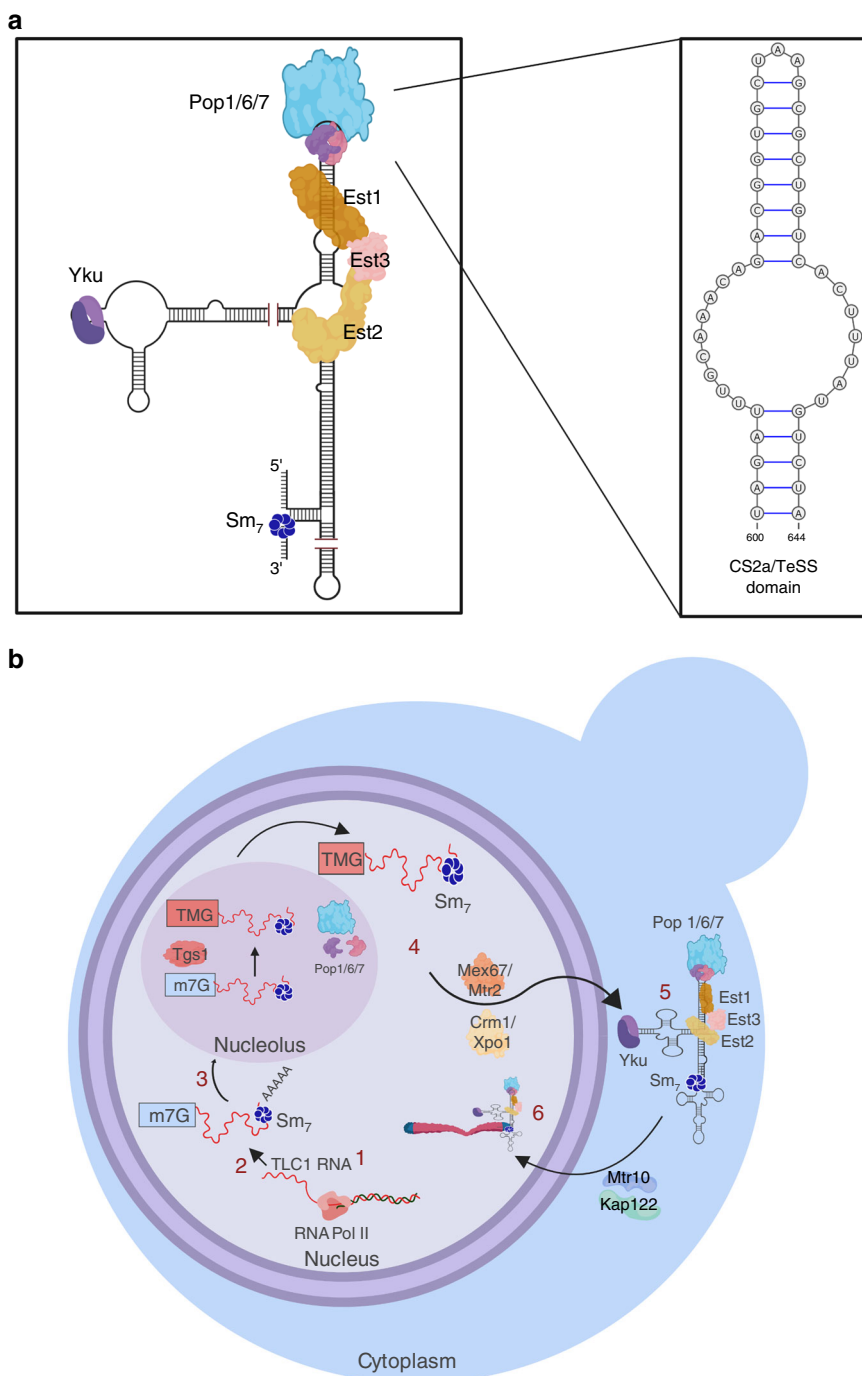 a
Pop1/6/7
Est1
Est3
Yku
Est2
5'
Sm7
3'
A
U A
C G
G C
U G
G C
G U
C G
A U
G C
A A
C C
A U
A U
A U
C A
G U
U
U
U G
A U
G C
A U
U A
600 644
CS2a/TeSS
domain
b
TMG
Sm7
TMG
Tgs1
m7G
Pop1/6/7
Nucleolus
4
Mex67/
Mtr2
Crm1/
Xpo1
Pop 1/6/7
5
Est1
Est3
Est2
Yku
Sm7
3
AAAAA
m7G
Sm7
2
TLC1 RNA
1
RNA Pol II
Nucleus
6
Mtr10
Kap122
Cytoplasm